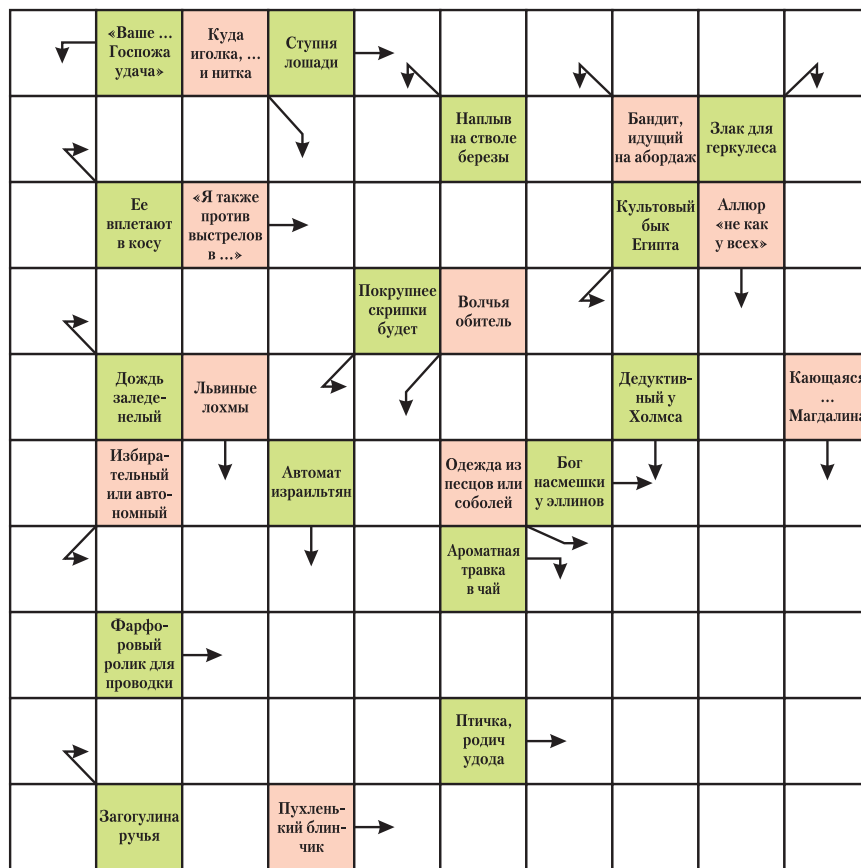 «Ваше ...
Госпожа
удача»
Куда
иголка, ...
и нитка
Ступня
лошади
Наплыв
на стволе
березы
Бандит,
идущий
на абордаж
Злак для
геркулеса
Ее
вплетают
в косу
«Я также
против
выстрелов
в ...»
Культовый
бык
Египта
Аллюр
«не как
у всех»
Покрупнее
скрипки
будет
Волчья
обитель
Дождь
заледе-
нелый
Львиные
лохмы
Дедуктив-
ный у
Холмса
Кающаяся
...
Магдалина
Избира-
тельный
или авто-
номный
Автомат
израильтян
Одежда из
песцов или
соболей
Бог
насмешки
у эллинов
Ароматная
травка
в чай
Фарфо-
ровый
ролик для
проводки
Птичка,
родич
удода
Загогулина
ручья
Пухлень-
кий блин-
чик